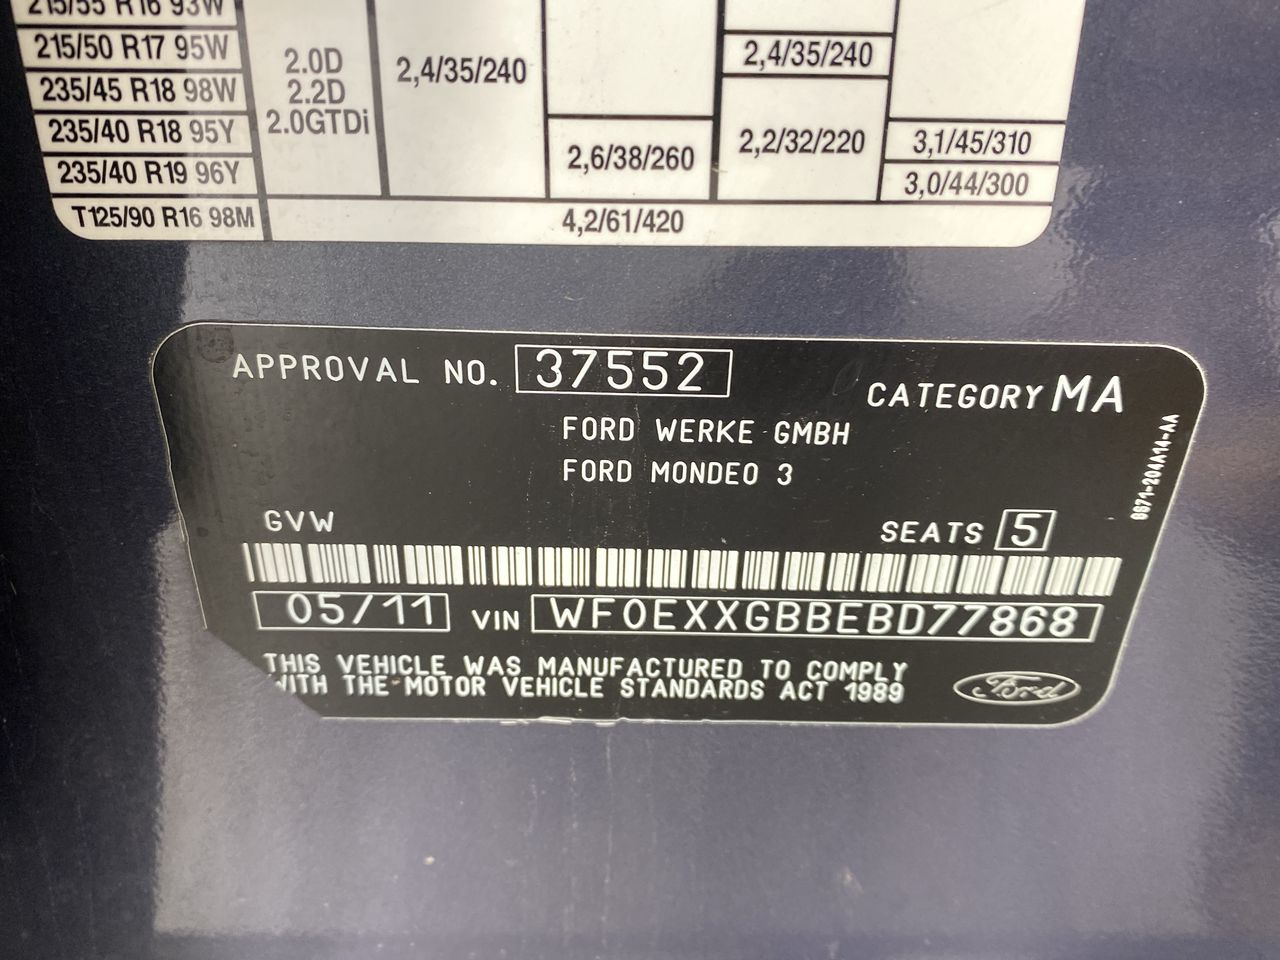 215/55 R16 93W
215/50 R17 95W
235/45 R18 98W
235/40 R18 95Y
235/40 R19 96Y
2.0D
2.2D
2.0GTDi
2,4/35/240
2,6/38/260
2,4/35/240
2,2/32/220
3,1/45/310
3,0/44/300
T125/90 R16 98M
4,2/61/420
APPROVAL NO. 37552
CATEGORY MA
FORD WERKE GMBH
FORD MONDEO 3
GVW
SEATS 5
05/11 VIN WF0EXXGBBEBD77868
THIS VEHICLE WAS MANUFACTURED TO COMPLY
WITH THE MOTOR VEHICLE STANDARDS ACT 1989
Ford